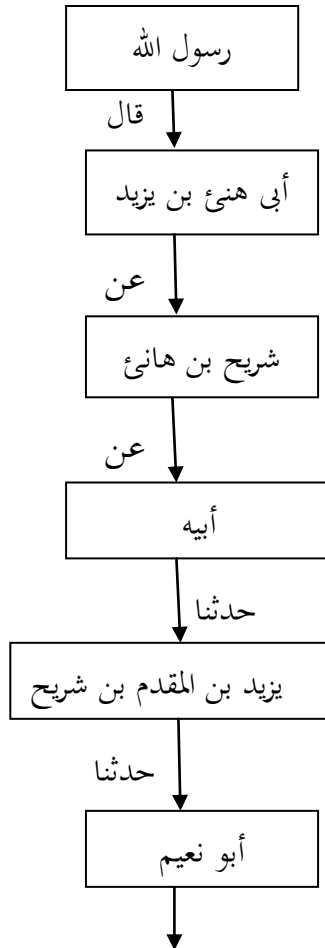 رسول الله
قال
أبى هنئ بن يزيد
عن
شريح بن هانئ
عن
أبيه
حدثنا
يزيد بن المقدم بن شريح
حدثنا
أبو نعيم